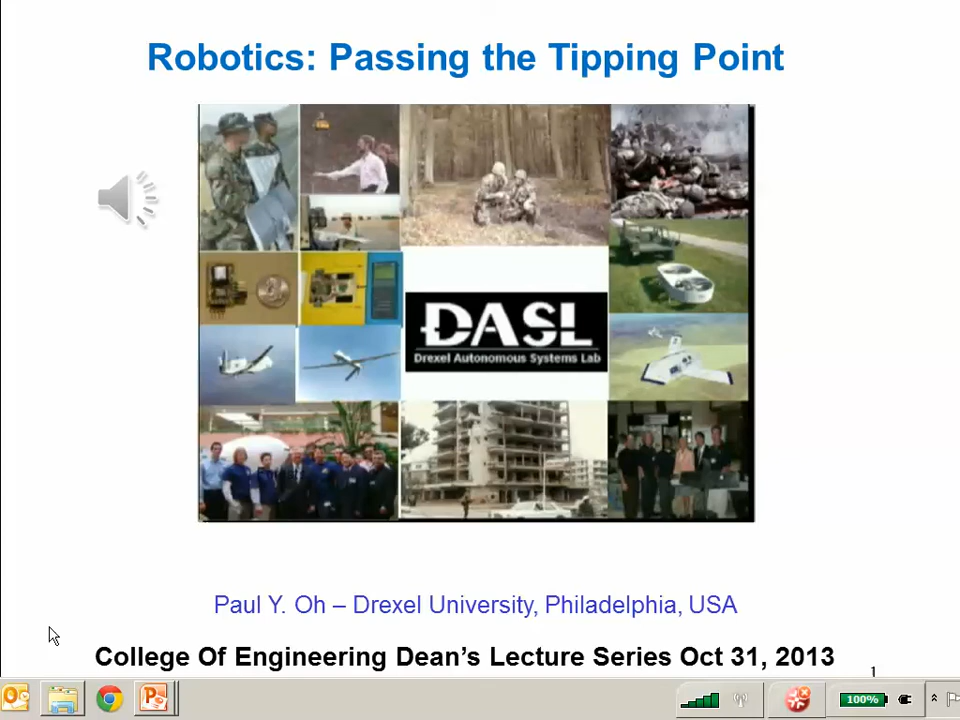 Robotics: Passing the Tipping Point
DASL
Drexel Autonomous Systems Lab
Paul Y. Oh – Drexel University, Philadelphia, USA
College Of Engineering Dean's Lecture Series Oct 31, 2013
1
100%